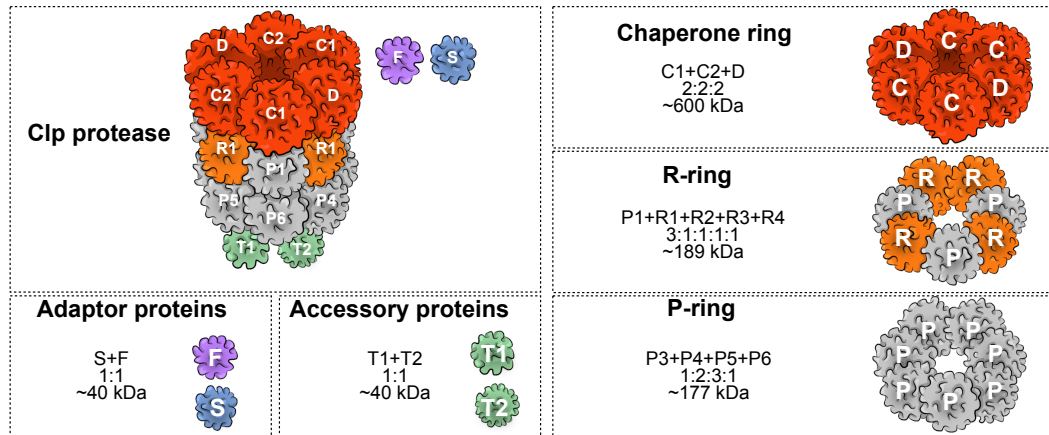 Clp protease
D
C2
C1
C2
C1
D
R1
P1
R1
P5
P6
P4
T1
T2
F
S
Chaperone ring
C1+C2+D
2:2:2
~600 kDa
D
C
C
C
C
D
R-ring
P1+R1+R2+R3+R4
3:1:1:1:1
~189 kDa
R
R
P
P
R
R
P
Adaptor proteins
S+F
1:1
~40 kDa
F
S
Accessory proteins
T1+T2
1:1
~40 kDa
T1
T2
P-ring
P3+P4+P5+P6
1:2:3:1
~177 kDa
P
P
P
P
P
P
P